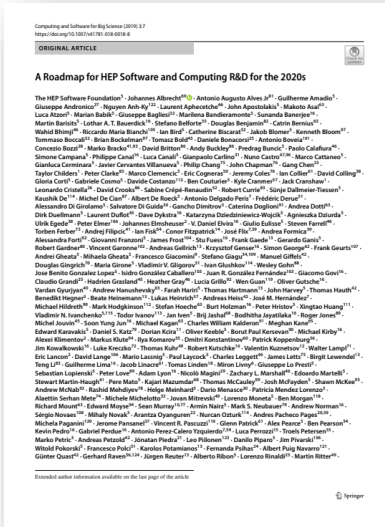 Computing and Software for Big Science (2019) 3:7
https://doi.org/10.1007/s41781-018-0018-8
ORIGINAL ARTICLE
A Roadmap for HEP Software and Computing R&D for the 2020s
The HEP Software Foundation · Johannes Albrecht · Antonio Augusto Alves Jr · Guilherme Amadio ·
Giuseppe Andronico · Nguyen Anh-Ky · Laurent Aphecetche · John Apostolakis · Makoto Asai ·
Luca Atzori · Marian Babik · Giuseppe Bagliesi · Marilena Bandieramonte · Sunanda Banerjee ·
Martin Barisits · Lothar A. T. Bauerdick · Stefano Belforte · Douglas Benjamin · Catrin Bernius ·
Wahid Bhimji · Riccardo Maria Bianchi · Ian Bird · Catherine Biscarat · Jakob Blomer · Kenneth Bloom ·
Tommaso Boccali · Brian Bockelman · Tomasz Bold · Daniele Bonacorsi · Antonio Boveia ·
Concezio Bozzi · Marko Bracko · David Britton · Andy Buckley · Predrag Buncic · Paolo Calafiura ·
Simone Campana · Philippe Canal · Luca Canali · Gianpaolo Carlino · Nuno Castro · Marco Cattaneo ·
Gianluca Cerminara · Javier Cervantes Villanueva · Philip Chang · John Chapman · Gang Chen ·
Taylor Childers · Peter Clarke · Marco Clemencic · Eric Cogneras · Jeremy Coles · Ian Collier · David Colling ·
Gloria Corti · Gabriele Cosmo · Davide Costanzo · Ben Couturier · Kyle Cranmer · Jack Cranshaw ·
Leonardo Cristella · David Crooks · Sabine Crépé-Renaudin · Robert Currie · Sünje Dallmeier-Tiessen ·
Kaushik De · Michel De Cian · Albert De Roeck · Antonio Delgado Peris · Frédéric Derue ·
Alessandro Di Girolamo · Salvatore Di Guida · Gancho Dimitrov · Caterina Doglioni · Andrea Dotti ·
Dirk Duellmann · Laurent Duflot · Dave Dykstra · Katarzyna Dziedziniewicz-Wojcik · Agnieszka Dziurda ·
Ulrik Egede · Peter Elmer · Johannes Elmsheuser · V. Daniel Elvira · Giulio Eulisse · Steven Farrell ·
Torben Ferber · Andrej Filipcic · Ian Fisk · Conor Fitzpatrick · José Flix · Andrea Formica ·
Alessandra Forti · Giovanni Franzoni · James Frost · Stu Fuess · Frank Gaede · Gerardo Ganis ·
Robert Gardner · Vincent Garonne · Andreas Gellrich · Krzysztof Genser · Simon George · Frank Geurts ·
Andrei Gheata · Mihaela Gheata · Francesco Giacomini · Stefano Giagu · Manuel Giffels ·
Douglas Gingrich · Maria Girone · Vladimir V. Gligorov · Ivan Glushkov · Wesley Gohn ·
Jose Benito Gonzalez Lopez · Isidro González Caballero · Juan R. González Fernández · Giacomo Govi ·
Claudio Grandi · Hadrien Grasland · Heather Gray · Lucia Grillo · Wen Guan · Oliver Gutsche ·
Vardan Gyurjyan · Andrew Hanushevsky · Farah Hariri · Thomas Hartmann · John Harvey · Thomas Hauth ·
Benedikt Hegner · Beate Heinemann · Lukas Heinrich · Andreas Heiss · José M. Hernández ·
Michael Hildreth · Mark Hodgkinson · Stefan Hoeche · Burt Holzman · Peter Hristov · Xingtao Huang ·
Vladimir N. Ivanchenko · Todor Ivanov · Jan Iven · Brij Jashal · Bodhitha Jayatilaka · Roger Jones ·
Michel Jouvin · Soon Yung Jun · Michael Kagan · Charles William Kalderon · Meghan Kane ·
Edward Karavakis · Daniel S. Katz · Dorian Kcira · Oliver Keeble · Borut Paul Kersevan · Michael Kirby ·
Alexei Klimentov · Markus Klute · Ilya Komarov · Dmitri Konstantinov · Patrick Koppenburg ·
Jim Kowalkowski · Luke Kreczko · Thomas Kuhr · Robert Kutschke · Valentin Kuznetsov · Walter Lampl ·
Eric Lancon · David Lange · Mario Lassnig · Paul Laycock · Charles Leggett · James Letts · Birgit Lewendel ·
Teng Li · Guilherme Lima · Jacob Linacre · Tomas Linden · Miron Livny · Giuseppe Lo Presti ·
Sebastian Lopienski · Peter Love · Adam Lyon · Nicolò Magini · Zachary L. Marshall · Edoardo Martelli ·
Stewart Martin-Haugh · Pere Mato · Kajari Mazumdar · Thomas McCauley · Josh McFayden · Shawn McKee ·
Andrew McNab · Rashid Mehdiyev · Helge Meinhard · Dario Menasce · Patricia Mendez Lorenzo ·
Alaettin Serhan Mete · Michele Michelotto · Jovan Mitrevski · Lorenzo Moneta · Ben Morgan ·
Richard Mount · Edward Moyse · Sean Murray · Armin Nairz · Mark S. Neubauer · Andrew Norman ·
Sérgio Novaes · Mihaly Novak · Arantza Oyanguren · Nurcan Ozturk · Andres Pacheco Pages ·
Michela Paganini · Jerome Pansanel · Vincent R. Pascuzzi · Glenn Patrick · Alex Pearce · Ben Pearson ·
Kevin Pedro · Gabriel Perdue · Antonio Perez-Calero Yzquierdo · Luca Perrozzi · Troels Petersen ·
Marko Petric · Andreas Petzold · Jónatan Piedra · Leo Piilonen · Danilo Piparo · Jim Pivarski ·
Witold Pokorski · Francesco Polci · Karolos Potamianos · Fernanda Psihas · Albert Puig Navarro ·
Günter Quast · Gerhard Raven · Jürgen Reuter · Alberto Ribon · Lorenzo Rinaldi · Martin Ritter ·
Extended author information available on the last page of the article
Springer